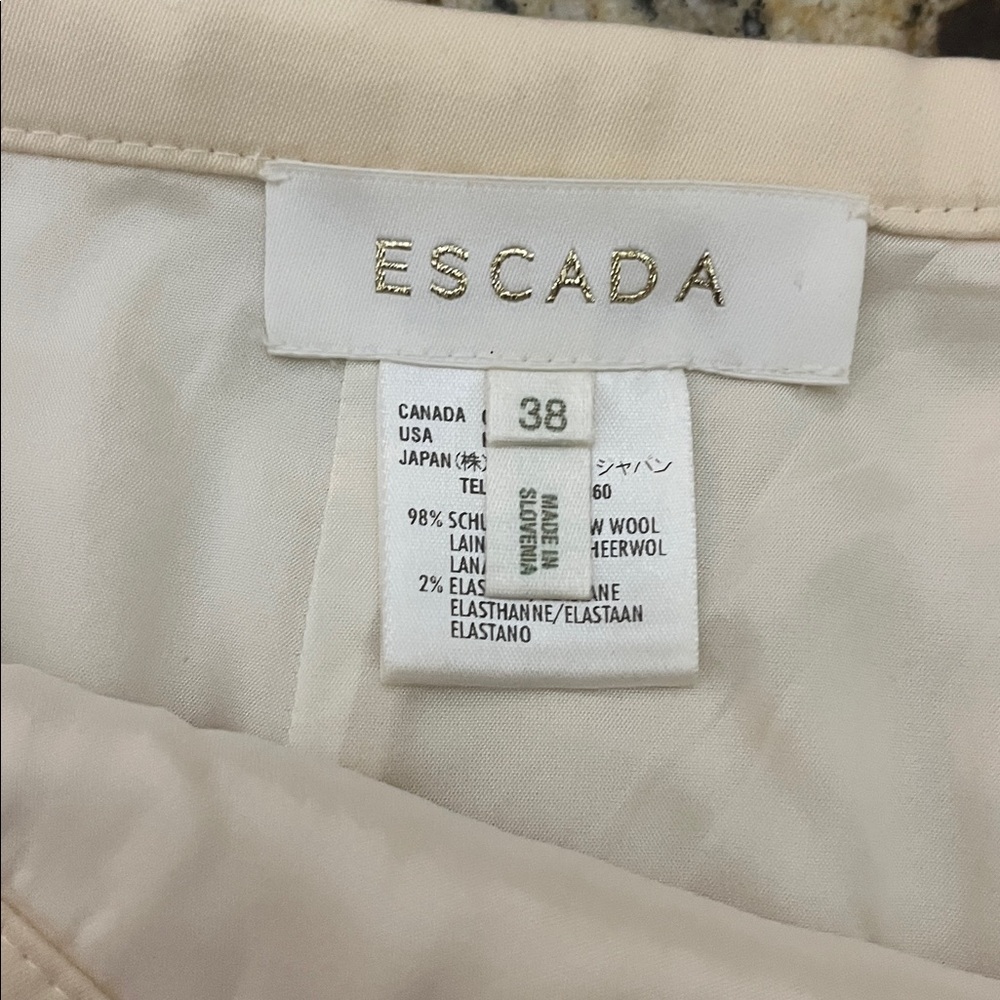 ESCADA
38
MADE IN
SLOVENIA
CANADA
USA
JAPAN (株) ジャパン
TEL 60
98% SCHU W WOOL
LAIN HEERWOL
LANA
2% ELAS ANE
ELASTHANNE/ELASTAAN
ELASTANO